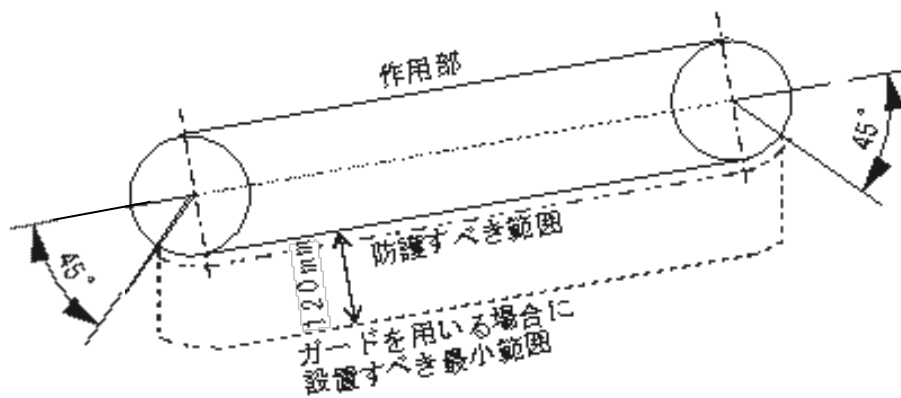 作用部
45°
45°
防護すべき範囲
120mm
ガードを用いる場合に
設置すべき最小範囲